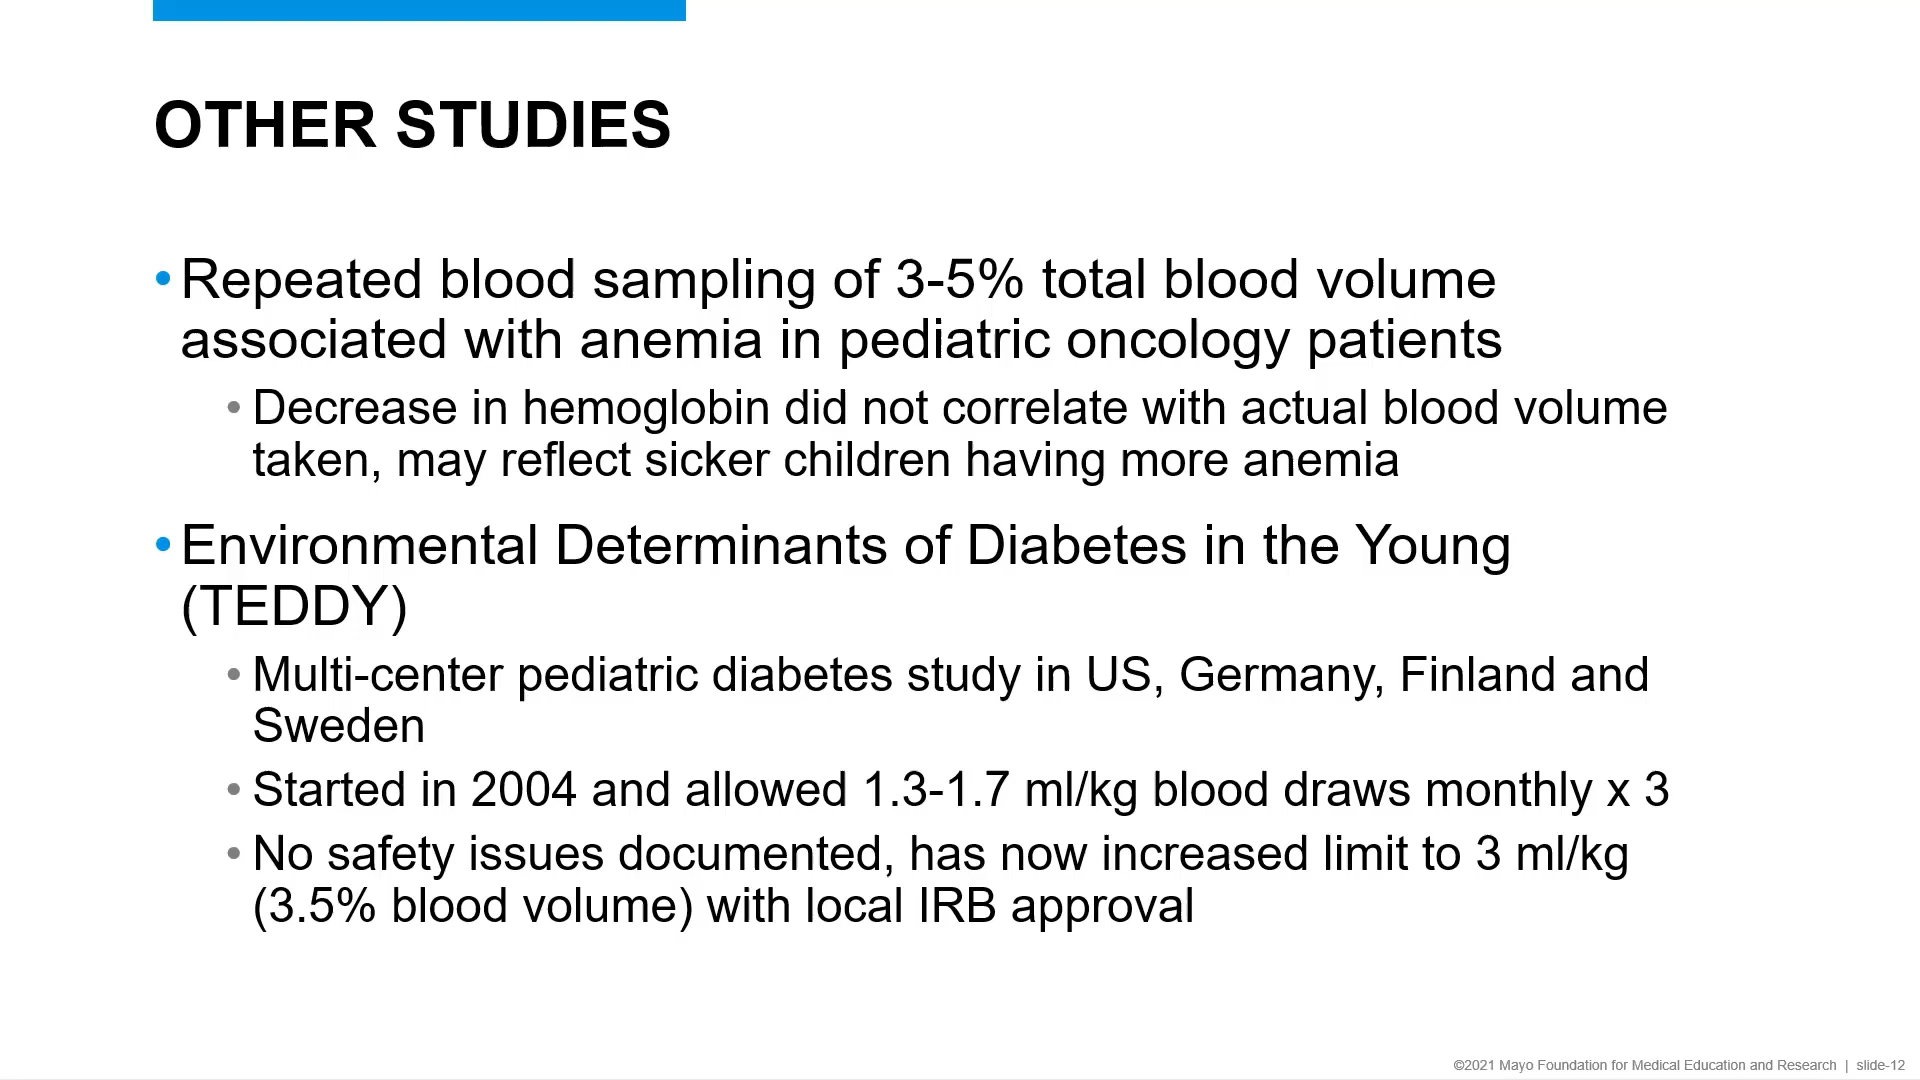 OTHER STUDIES
• Repeated blood sampling of 3-5% total blood volume
associated with anemia in pediatric oncology patients
• Decrease in hemoglobin did not correlate with actual blood volume
taken, may reflect sicker children having more anemia
• Environmental Determinants of Diabetes in the Young
(TEDDY)
• Multi-center pediatric diabetes study in US, Germany, Finland and
Sweden
• Started in 2004 and allowed 1.3-1.7 ml/kg blood draws monthly x 3
• No safety issues documented, has now increased limit to 3 ml/kg
(3.5% blood volume) with local IRB approval
©2021 Mayo Foundation for Medical Education and Research | slide-12